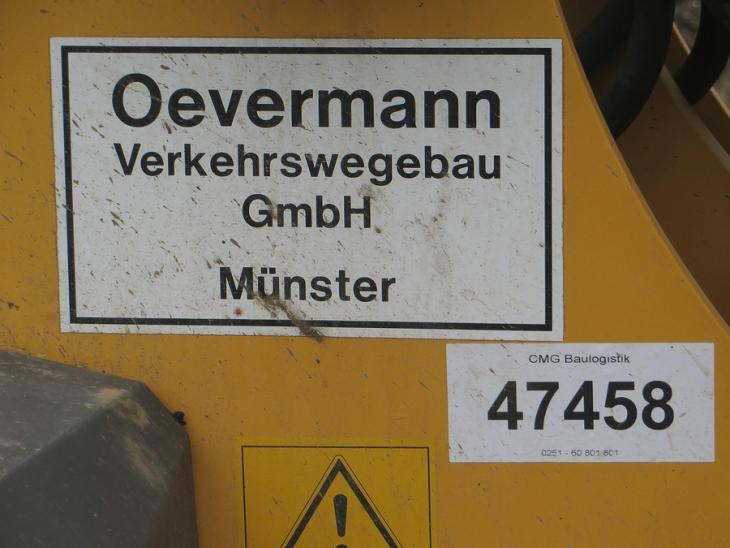 Oevermann
Verkehrswegebau
GmbH
Münster
CMG Baulogistik
47458
0251 - 60 801 801